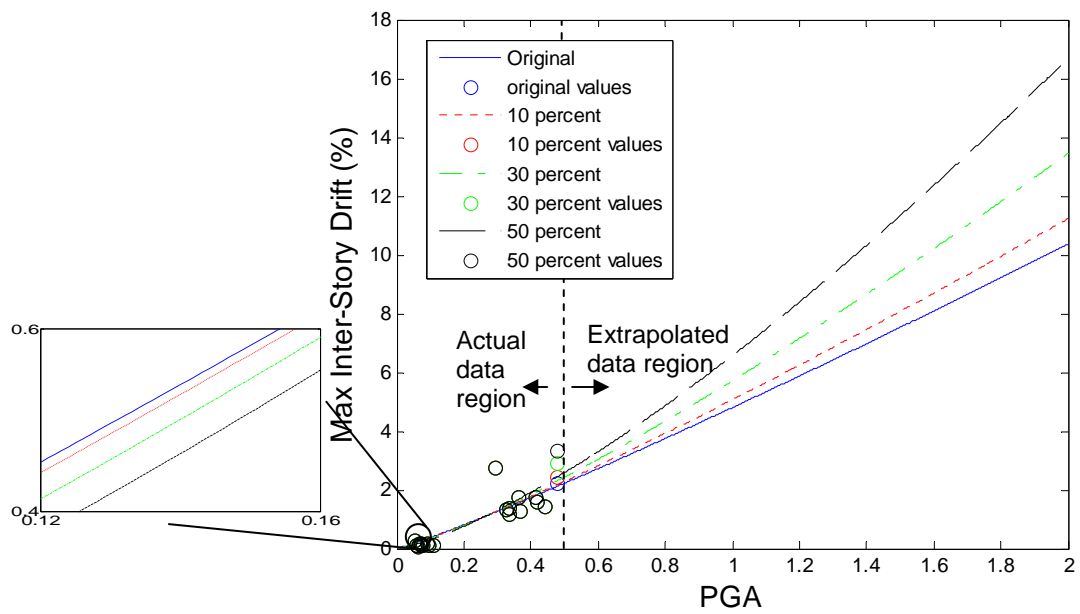 18
16
14
12
10
8
6
4
2
0
Max Inter-Story Drift (%)
Original
original values
10 percent
10 percent values
30 percent
30 percent values
50 percent
50 percent values
Actual
data
region
Extrapolated
data region
0.6
0.4
0.12
0.16
0
0.2
0.4
0.6
0.8
1
1.2
1.4
1.6
1.8
2
PGA